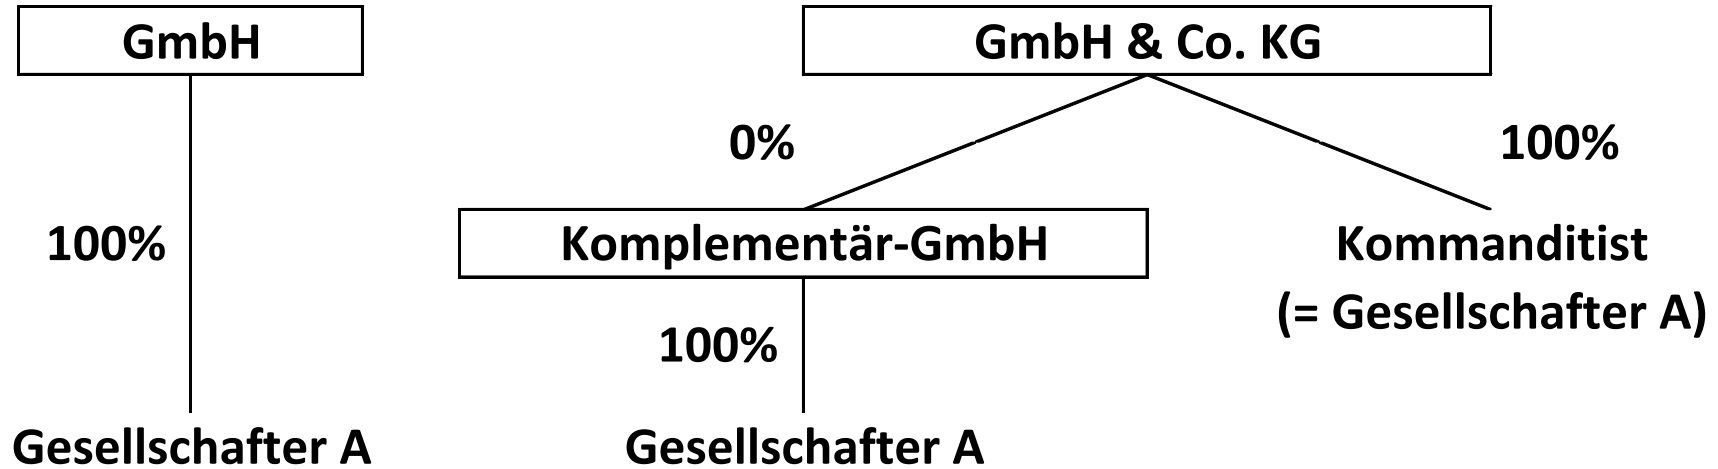 GmbH
GmbH & Co. KG
0%
100%
100%
Komplementär-GmbH
Kommanditist
(= Gesellschafter A)
100%
Gesellschafter A
Gesellschafter A